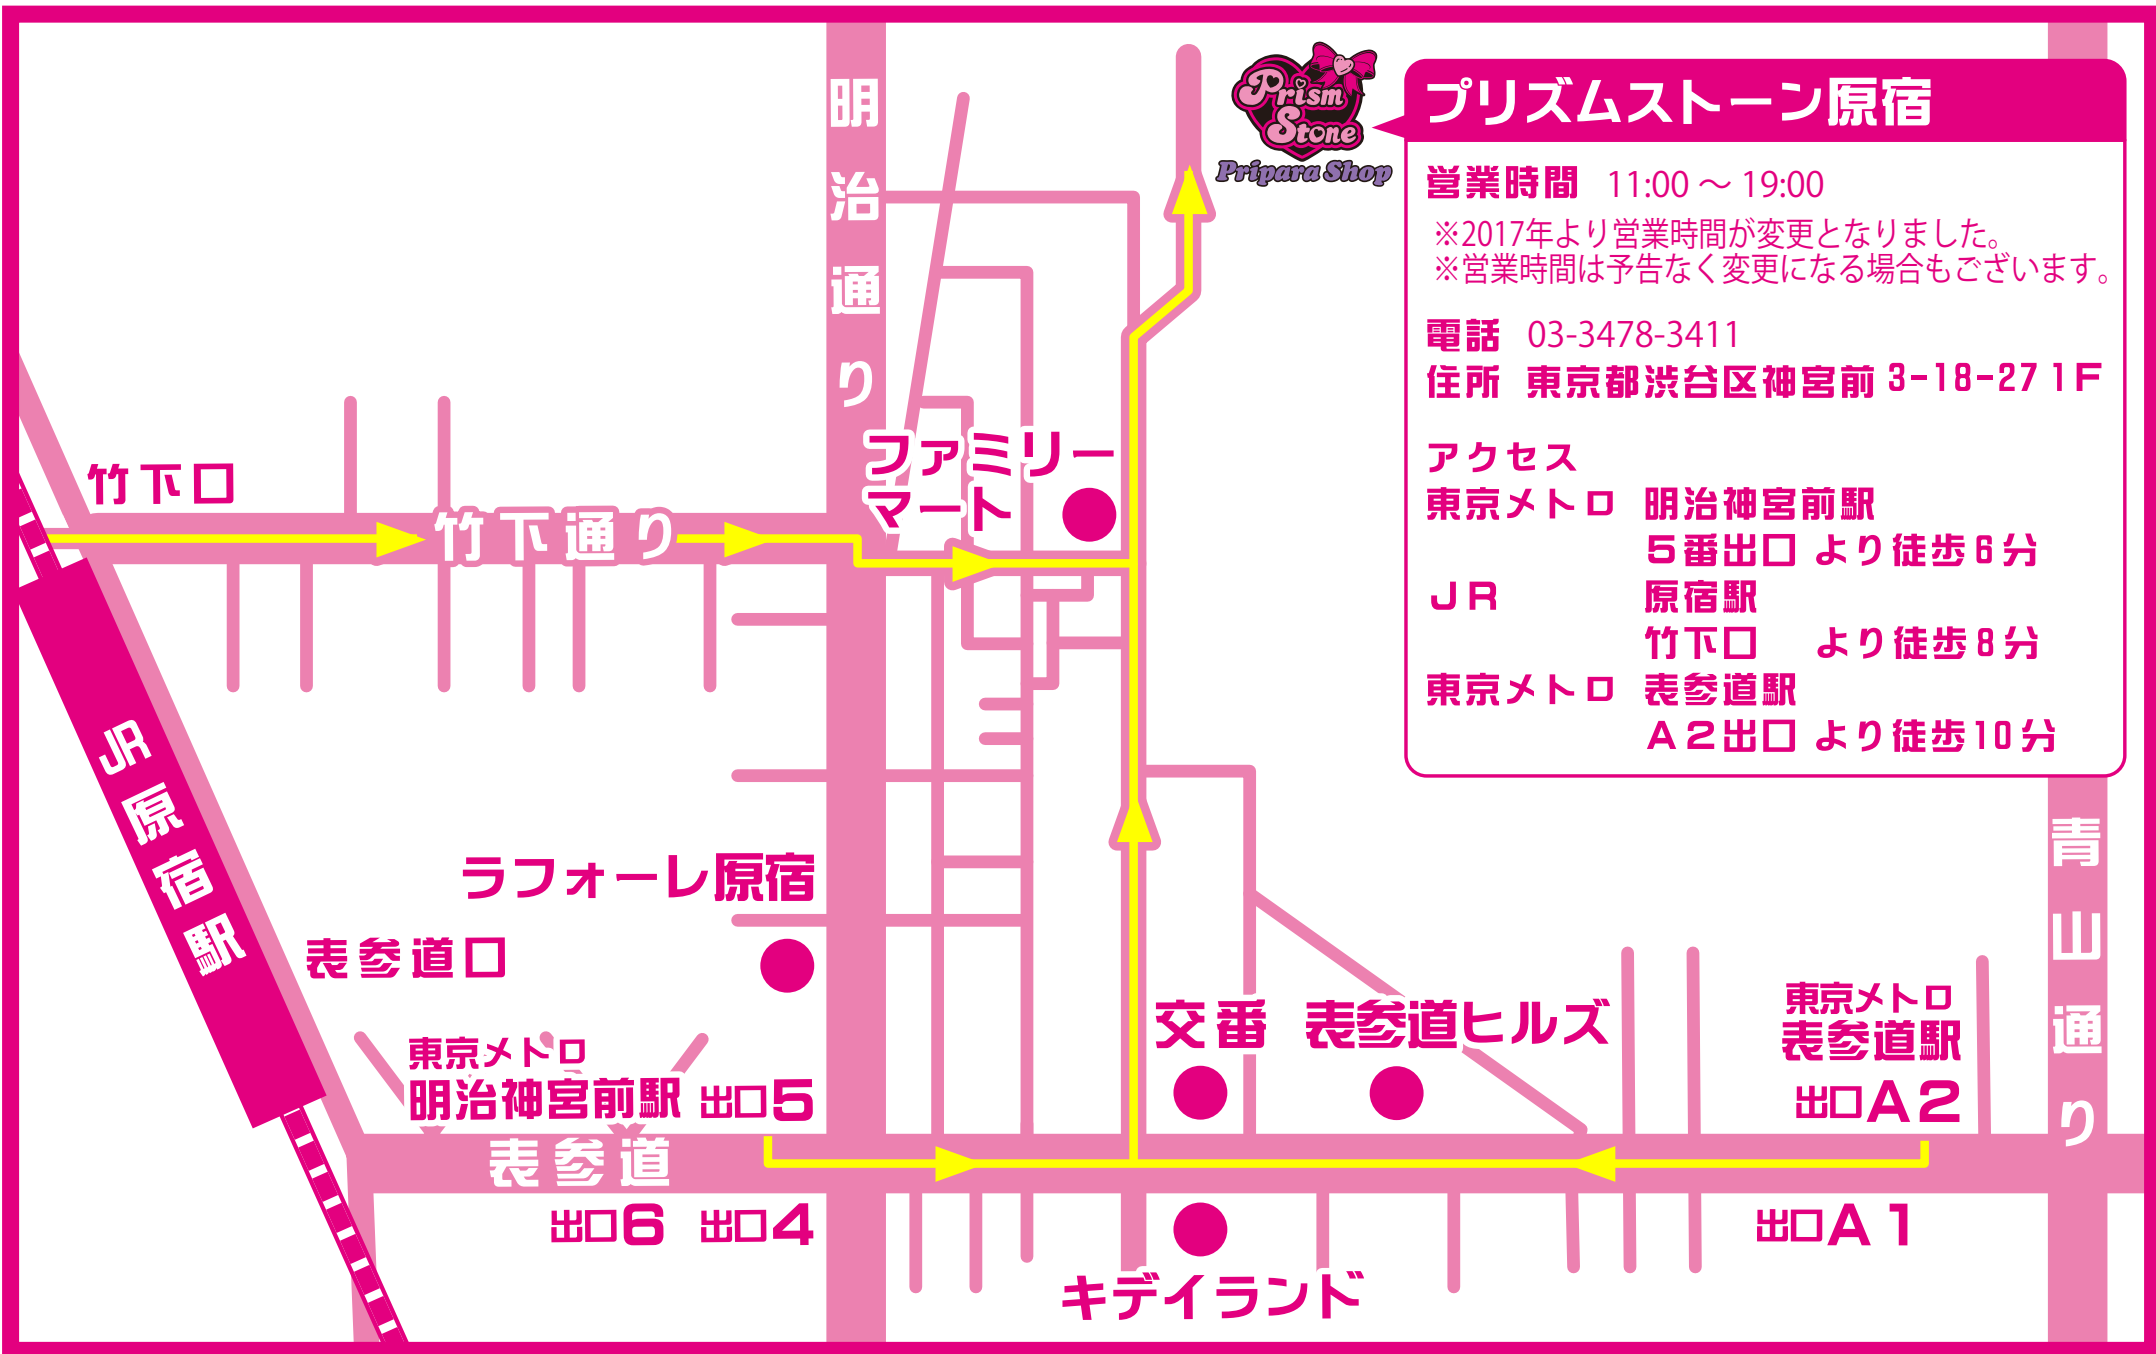 Prism
Stone
Pripara Shop
プリズムストーン原宿
営業時間 11:00 ～ 19:00
※2017年より営業時間が変更となりました。
※営業時間は予告なく変更になる場合もございます。
電話 03-3478-3411
住所 東京都渋谷区神宮前 3-18-27 1F
アクセス
東京メトロ 明治神宮前駅
5番出口 より徒歩6分
JR 原宿駅
竹下口 より徒歩8分
東京メトロ 表参道駅
A2出口 より徒歩10分
明治通り
竹下口
竹下通り
ファミリー
マート
JR原宿駅
ラフォーレ原宿
表参道口
東京メトロ
明治神宮前駅 出口5
表参道
出口6 出口4
交番
表参道ヒルズ
キデイランド
東京メトロ
表参道駅
出口A2
出口A1
青山通り